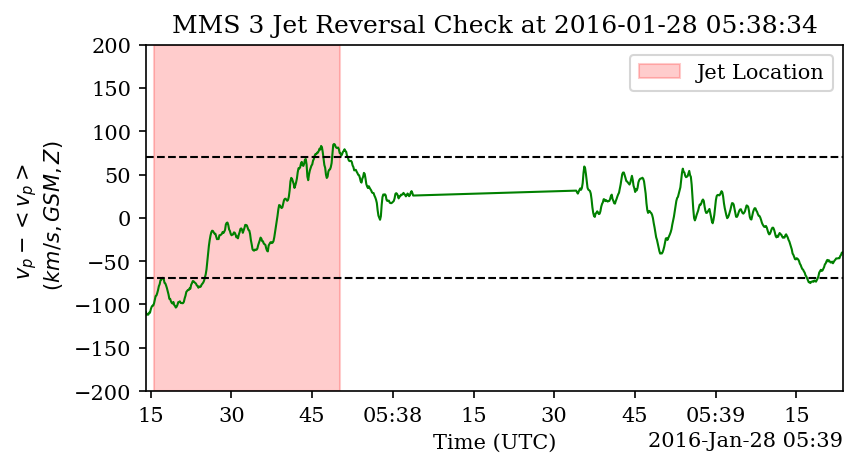 MMS 3 Jet Reversal Check at 2016-01-28 05:38:34
Jet Location
v_p − < v_p >
(km/s, GSM, Z)
200
150
100
50
0
−50
−100
−150
−200
15 30 45 05:38 15 30 45 05:39 15
Time (UTC)
2016-Jan-28 05:39